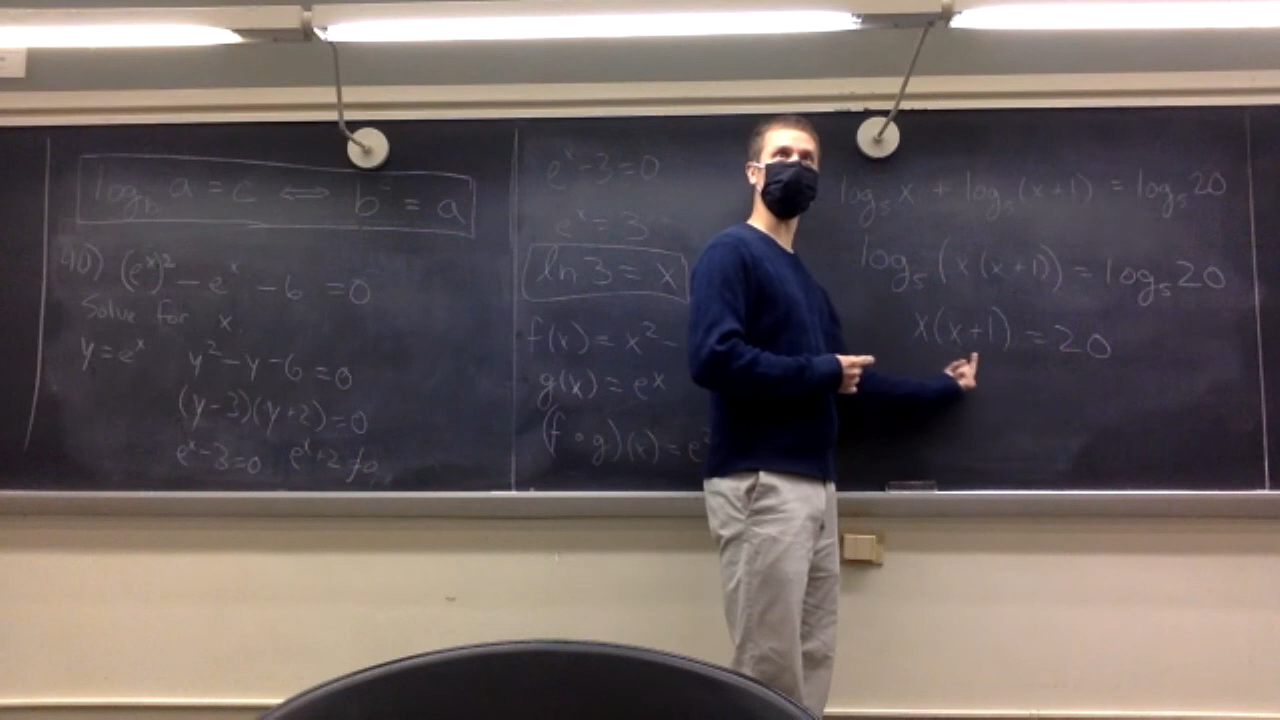 log_b a = c ⟺ b^c = a
40) (e^x)^2 - e^x - 6 = 0
Solve for x.
y = e^x y^2 - y - 6 = 0
(y-3)(y+2) = 0
e^x - 3 = 0 e^x + 2 ≠ 0
e^x - 3 = 0
e^x = 3
ln 3 = x
f(x) = x^2 -
g(x) = e^x
(f ∘ g)(x) =
log_5 x + log_5 (x+1) = log_5 20
log_5 (x(x+1)) = log_5 20
x(x+1) = 20